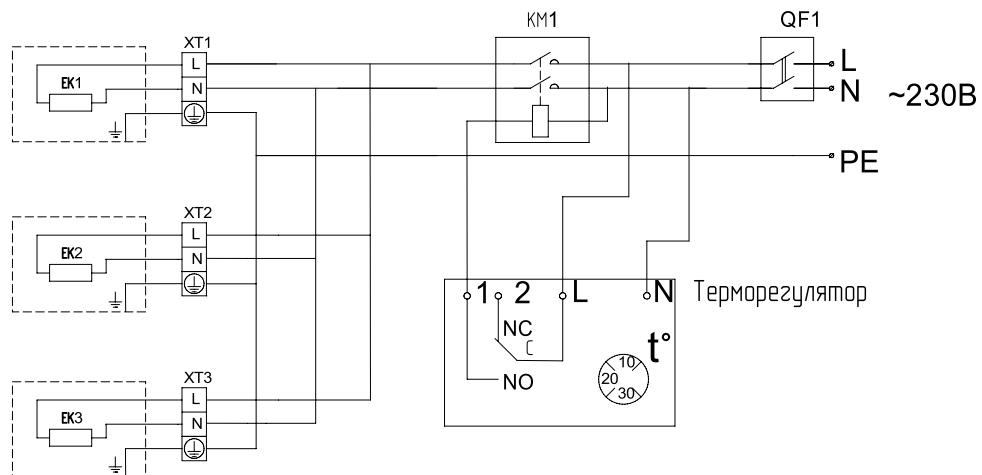 KM1
QF1
XT1
L
N
EK1
L
N
~230В
PE
XT2
L
N
EK2
1
2
L
N
Терморегулятор
NC
C
NO
t°
10
20
30
XT3
L
N
EK3